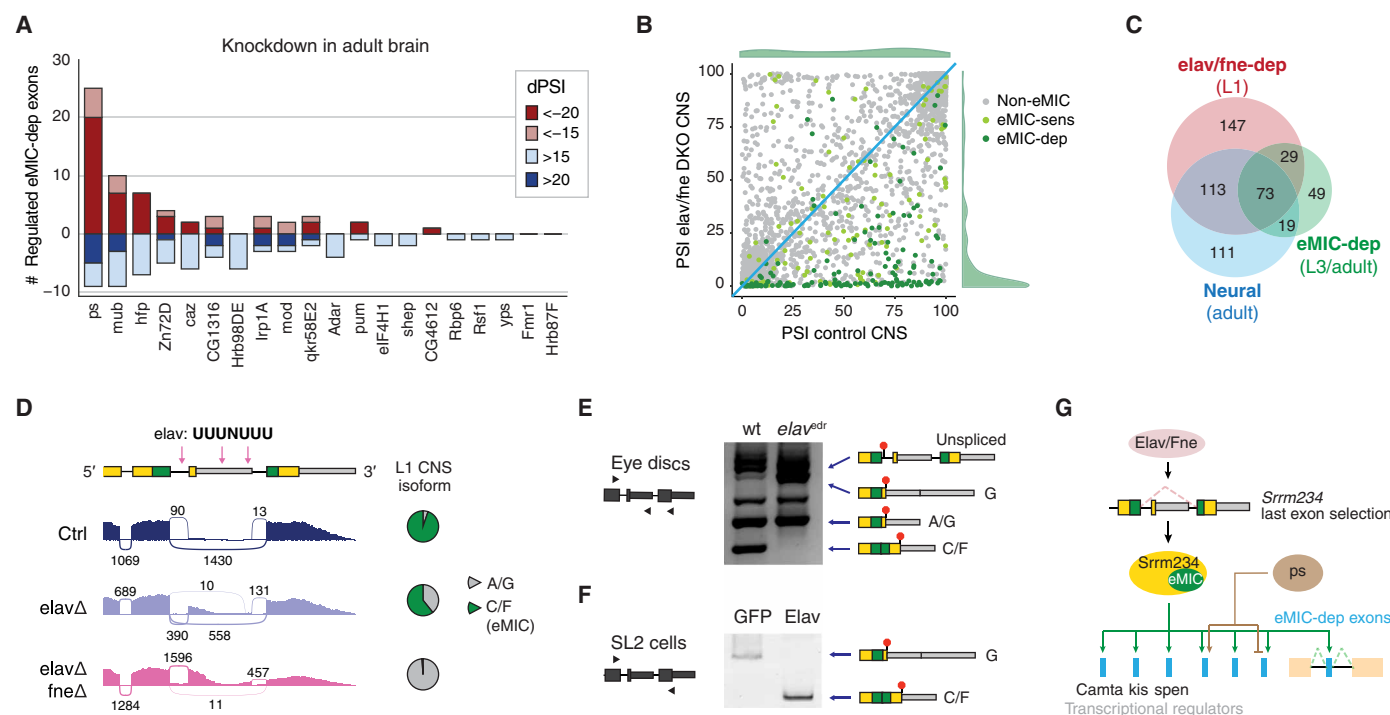 A
Knockdown in adult brain
# Regulated eMIC-dep exons
30
20
10
0
−10
dPSI
<−20
<−15
>15
>20
ps
mub
hfp
Zn72D
caz
CG1316
Hrb98DE
Irp1A
mod
qkr58E2
Adar
pum
eIF4H1
shep
CG4612
Rbp6
Rsf1
yps
Fmr1
Hrb87F
B
PSI elav/fne DKO CNS
100
75
50
25
0
0 25 50 75 100
PSI control CNS
Non-eMIC
eMIC-sens
eMIC-dep
C
elav/fne-dep
(L1)
147
29
113
73
49
19
111
eMIC-dep
(L3/adult)
Neural
(adult)
D
elav: UUUNUUU
5′ 3′
L1 CNS
isoform
Ctrl
90 13
1069 1430
elavΔ
689 10 131
390 558
elavΔ
fneΔ
1596 457
1284 11
A/G
C/F
(eMIC)
E
wt elavedr
Eye discs
Unspliced
G
A/G
C/F
F
GFP Elav
SL2 cells
G
C/F
G
Elav/Fne
Srrm234
last exon selection
Srrm234
eMIC
ps
eMIC-dep exons
Camta kis spen
Transcriptional regulators